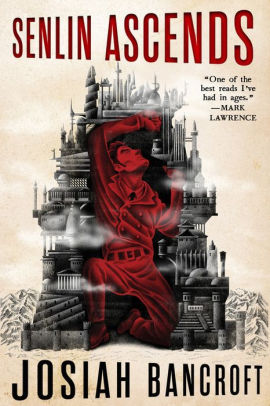 SENLIN ASCENDS
“One of the
best reads I’ve
had in ages.”
—MARK
LAWRENCE
JOSIAH BANCROFT